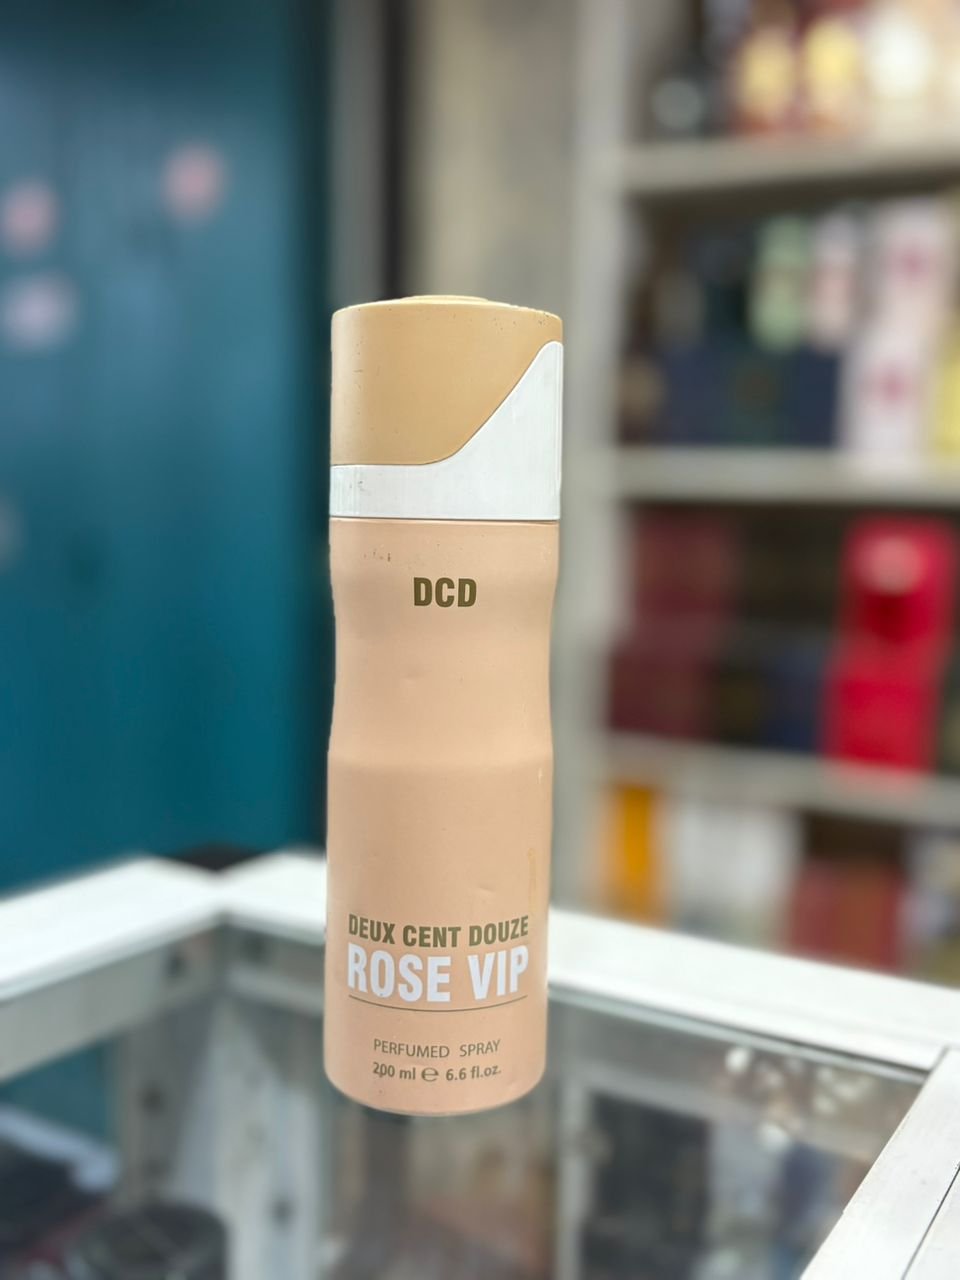 DCD
DEUX CENT DOUZE
ROSE VIP
PERFUMED SPRAY
200 ml ℮ 6.6 fl.oz.